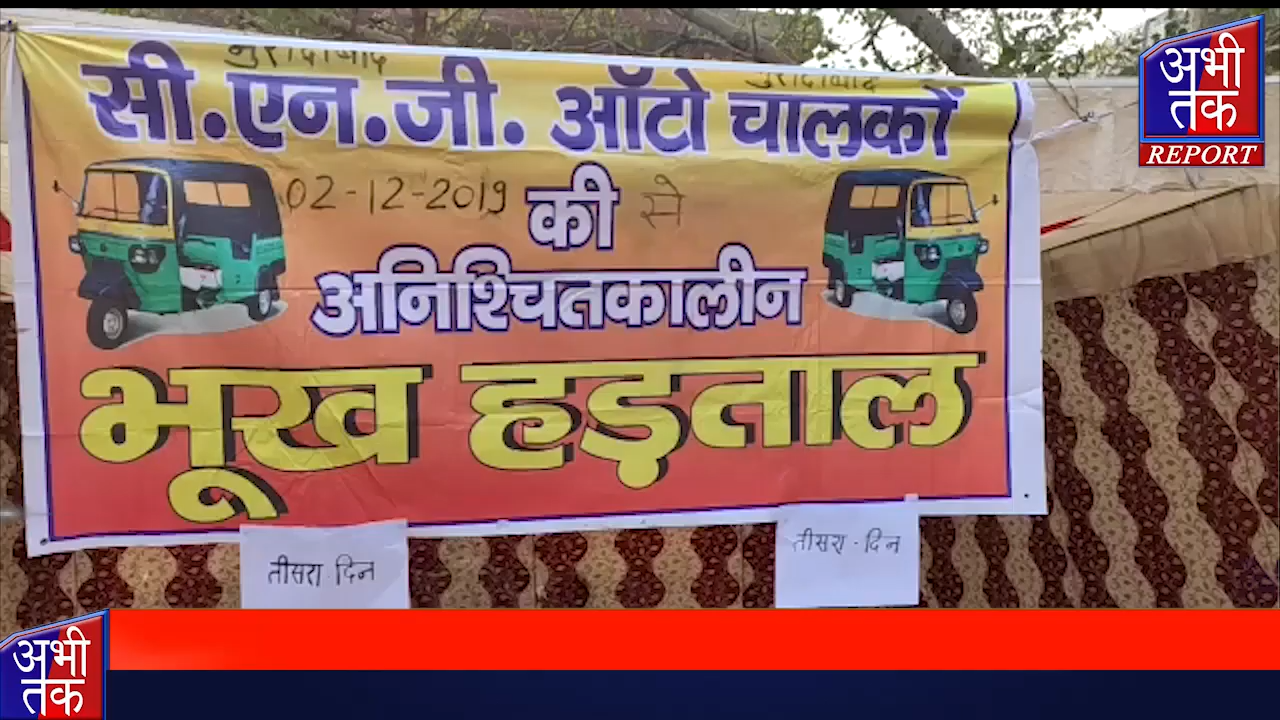 मुरादाबाद मुरादाबाद
सी.एन.जी. ऑटो चालकों
02-12-2019 की से
अनिश्चितकालीन
भूख हड़ताल
तीसरा दिन
तीसरा - दिन
अभी
तक
REPORT
अभी
तक